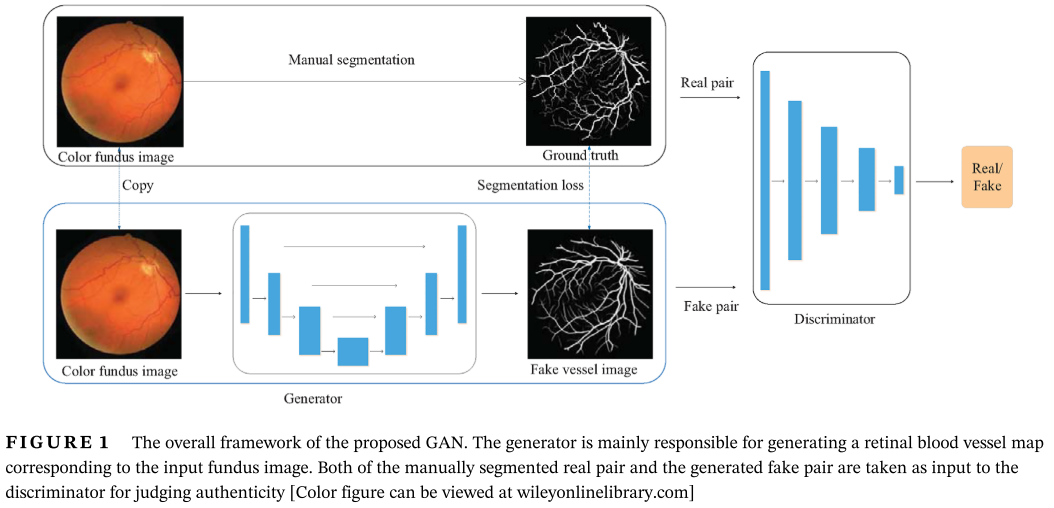 Manual segmentation
Color fundus image
Ground truth
Real pair
Copy
Segmentation loss
Real/
Fake
Color fundus image
Fake vessel image
Fake pair
Discriminator
Generator
FIGURE 1 The overall framework of the proposed GAN. The generator is mainly responsible for generating a retinal blood vessel map
corresponding to the input fundus image. Both of the manually segmented real pair and the generated fake pair are taken as input to the
discriminator for judging authenticity [Color figure can be viewed at wileyonlinelibrary.com]